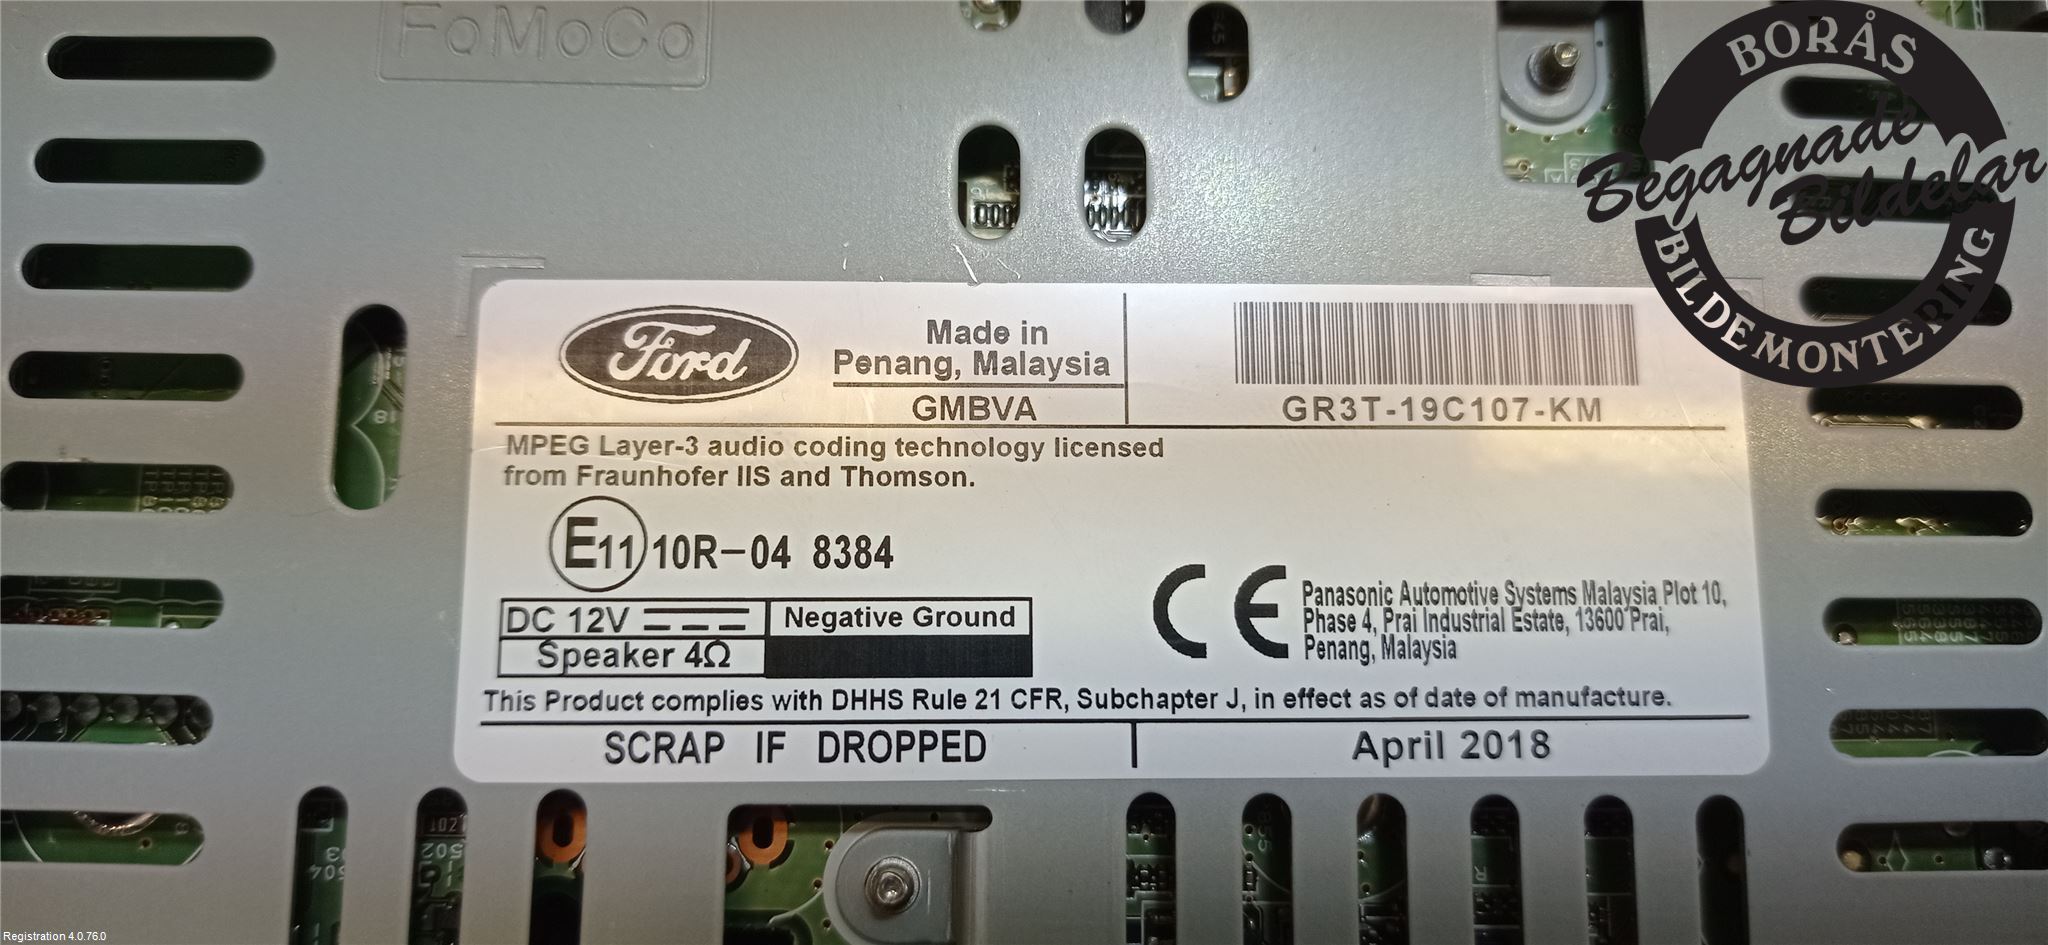 FoMoCo
BORÅS
Begagnade
Bildelar
BILDEMONTERING
Ford
Made in
Penang, Malaysia
GMBVA
GR3T-19C107-KM
MPEG Layer-3 audio coding technology licensed
from Fraunhofer IIS and Thomson.
E11 10R-04 8384
DC 12V
Negative Ground
Speaker 4Ω
Panasonic Automotive Systems Malaysia Plot 10,
Phase 4, Prai Industrial Estate, 13600 Prai,
Penang, Malaysia
CE
This Product complies with DHHS Rule 21 CFR, Subchapter J, in effect as of date of manufacture.
SCRAP IF DROPPED
April 2018
Registration 4.0.76.0